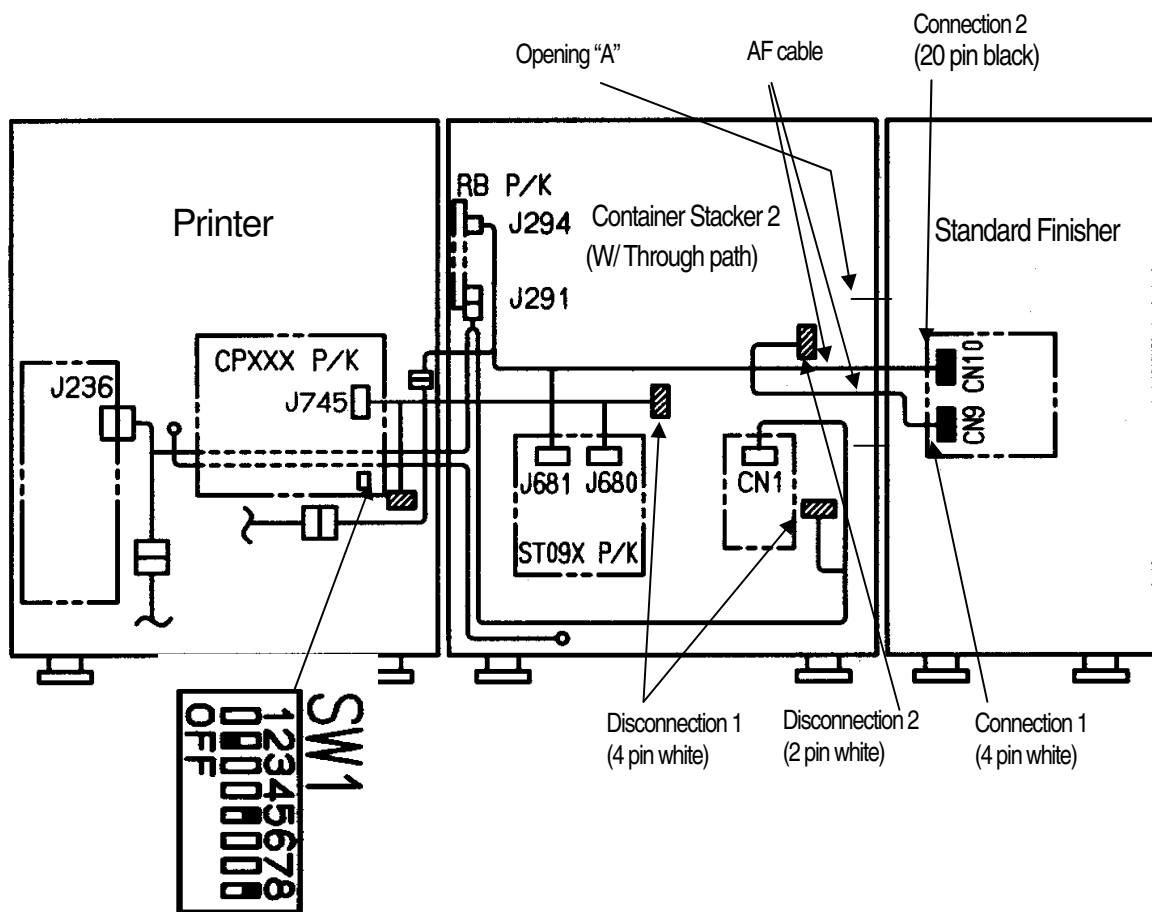 Connection 2
(20 pin black)
Opening “A”
AF cable
RB P/K
J294
J291
Printer
Container Stacker 2
(W/ Through path)
Standard Finisher
CPXXX P/K
J236
J745
J681
J680
ST09X P/K
CN1
CN10
CN9
Disconnection 1
(4 pin white)
Disconnection 2
(2 pin white)
Connection 1
(4 pin white)
SW1
12345678
OFF